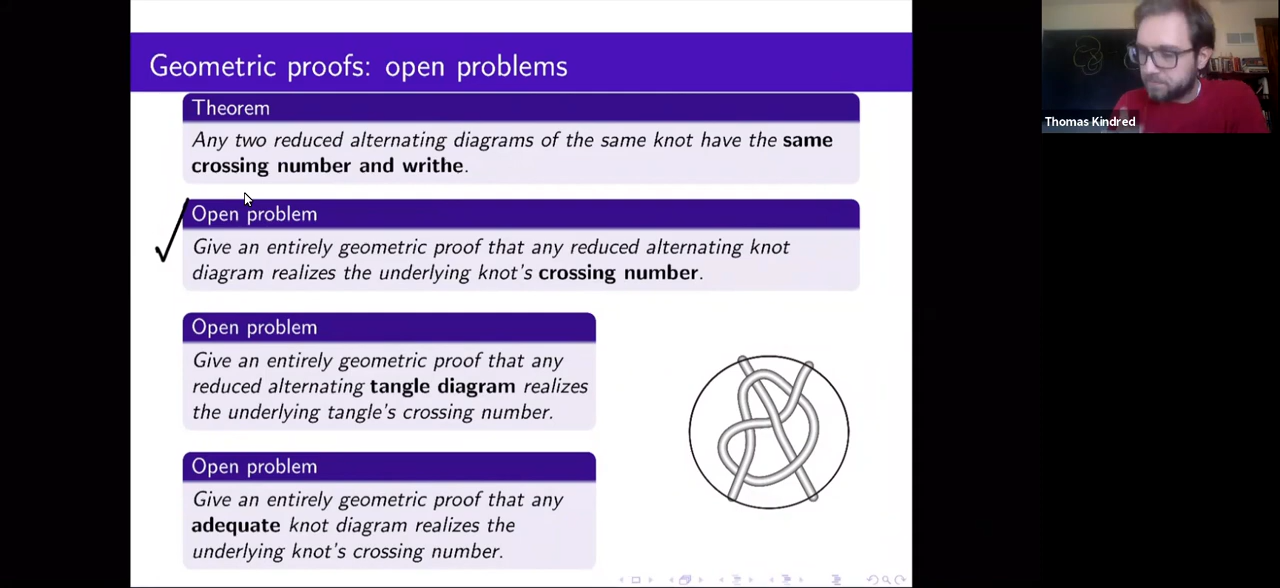 Geometric proofs: open problems
Theorem
Any two reduced alternating diagrams of the same knot have the same
crossing number and writhe.
Open problem
Give an entirely geometric proof that any reduced alternating knot
diagram realizes the underlying knot's crossing number.
Open problem
Give an entirely geometric proof that any
reduced alternating tangle diagram realizes
the underlying tangle's crossing number.
Open problem
Give an entirely geometric proof that any
adequate knot diagram realizes the
underlying knot's crossing number.
Thomas Kindred